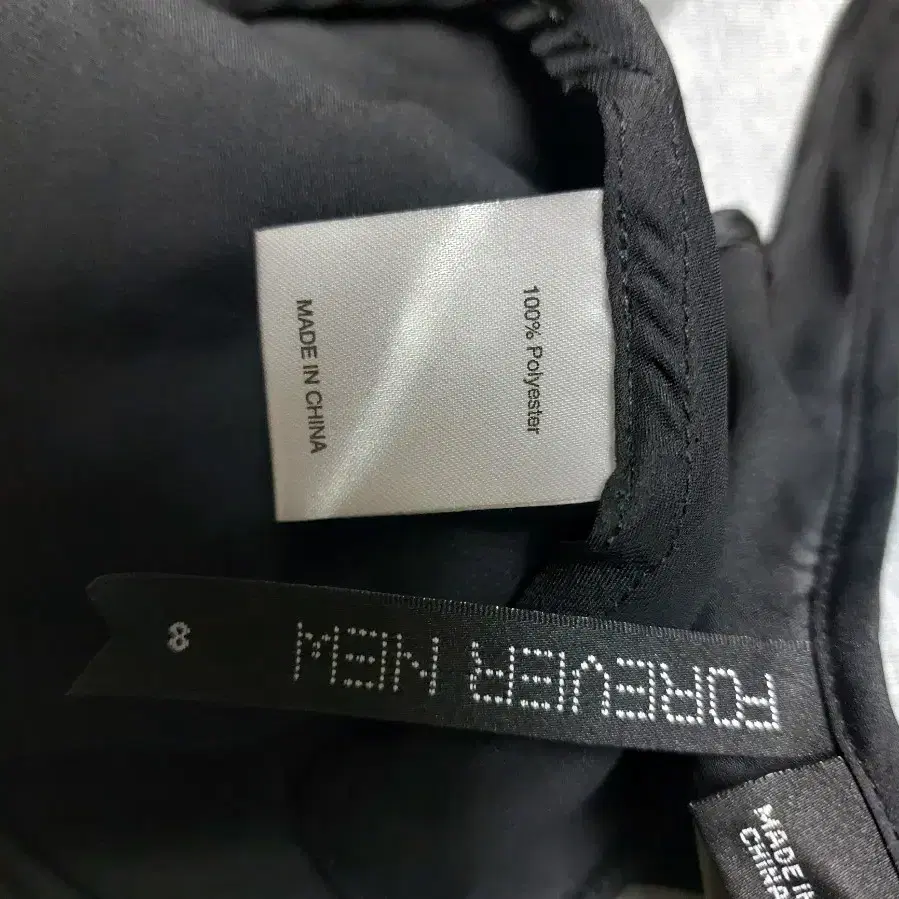 100% Polyester
MADE IN CHINA
FOREVER NEW
8
MADE IN
CHINA